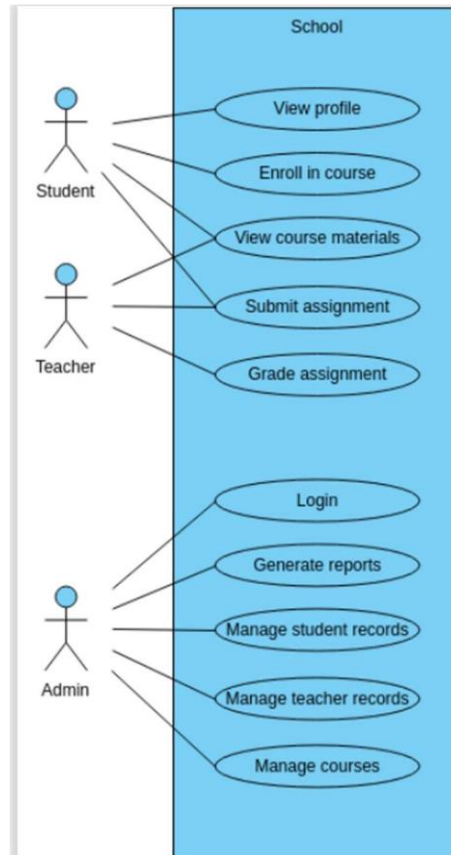 School
View profile
Enroll in course
Student
View course materials
Submit assignment
Teacher
Grade assignment
Login
Generate reports
Manage student records
Admin
Manage teacher records
Manage courses